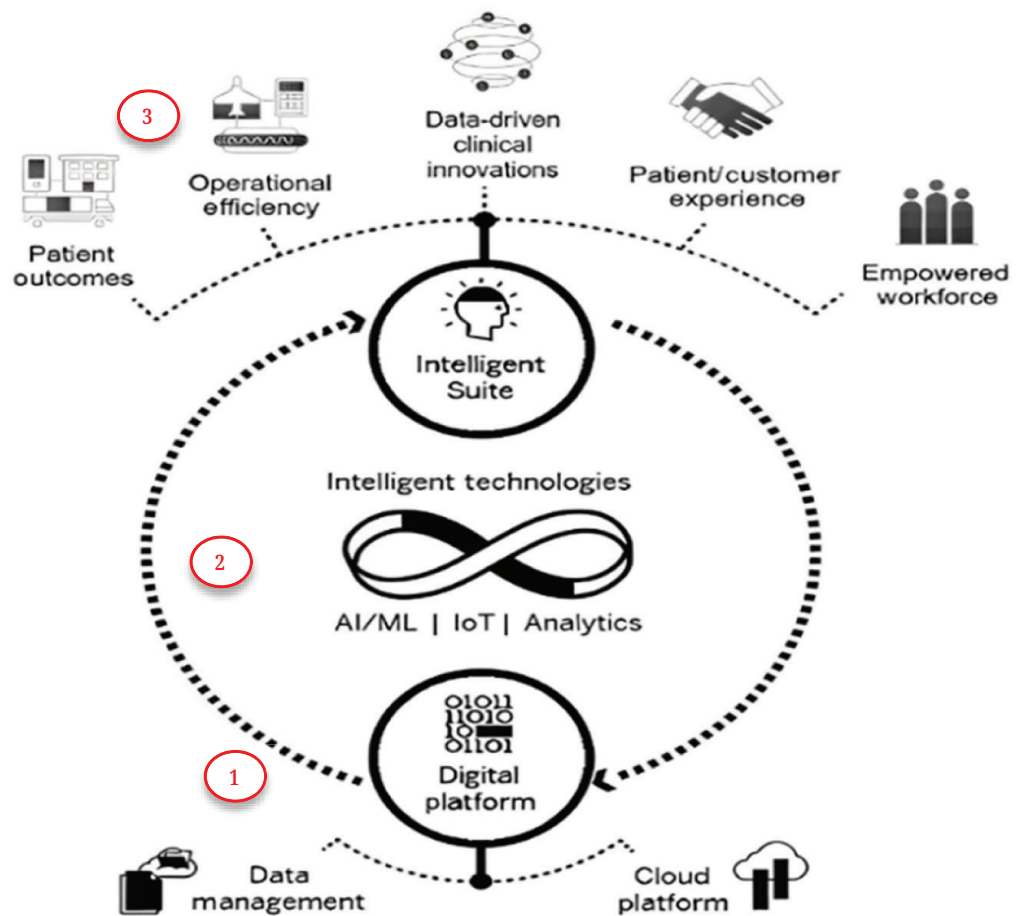 3
Data-driven
clinical
innovations
Operational
efficiency
Patient/customer
experience
Patient
outcomes
Empowered
workforce
Intelligent
Suite
Intelligent technologies
2
AI/ML | IoT | Analytics
01011
11010
10
01101
1
Digital
platform
Data
management
Cloud
platform